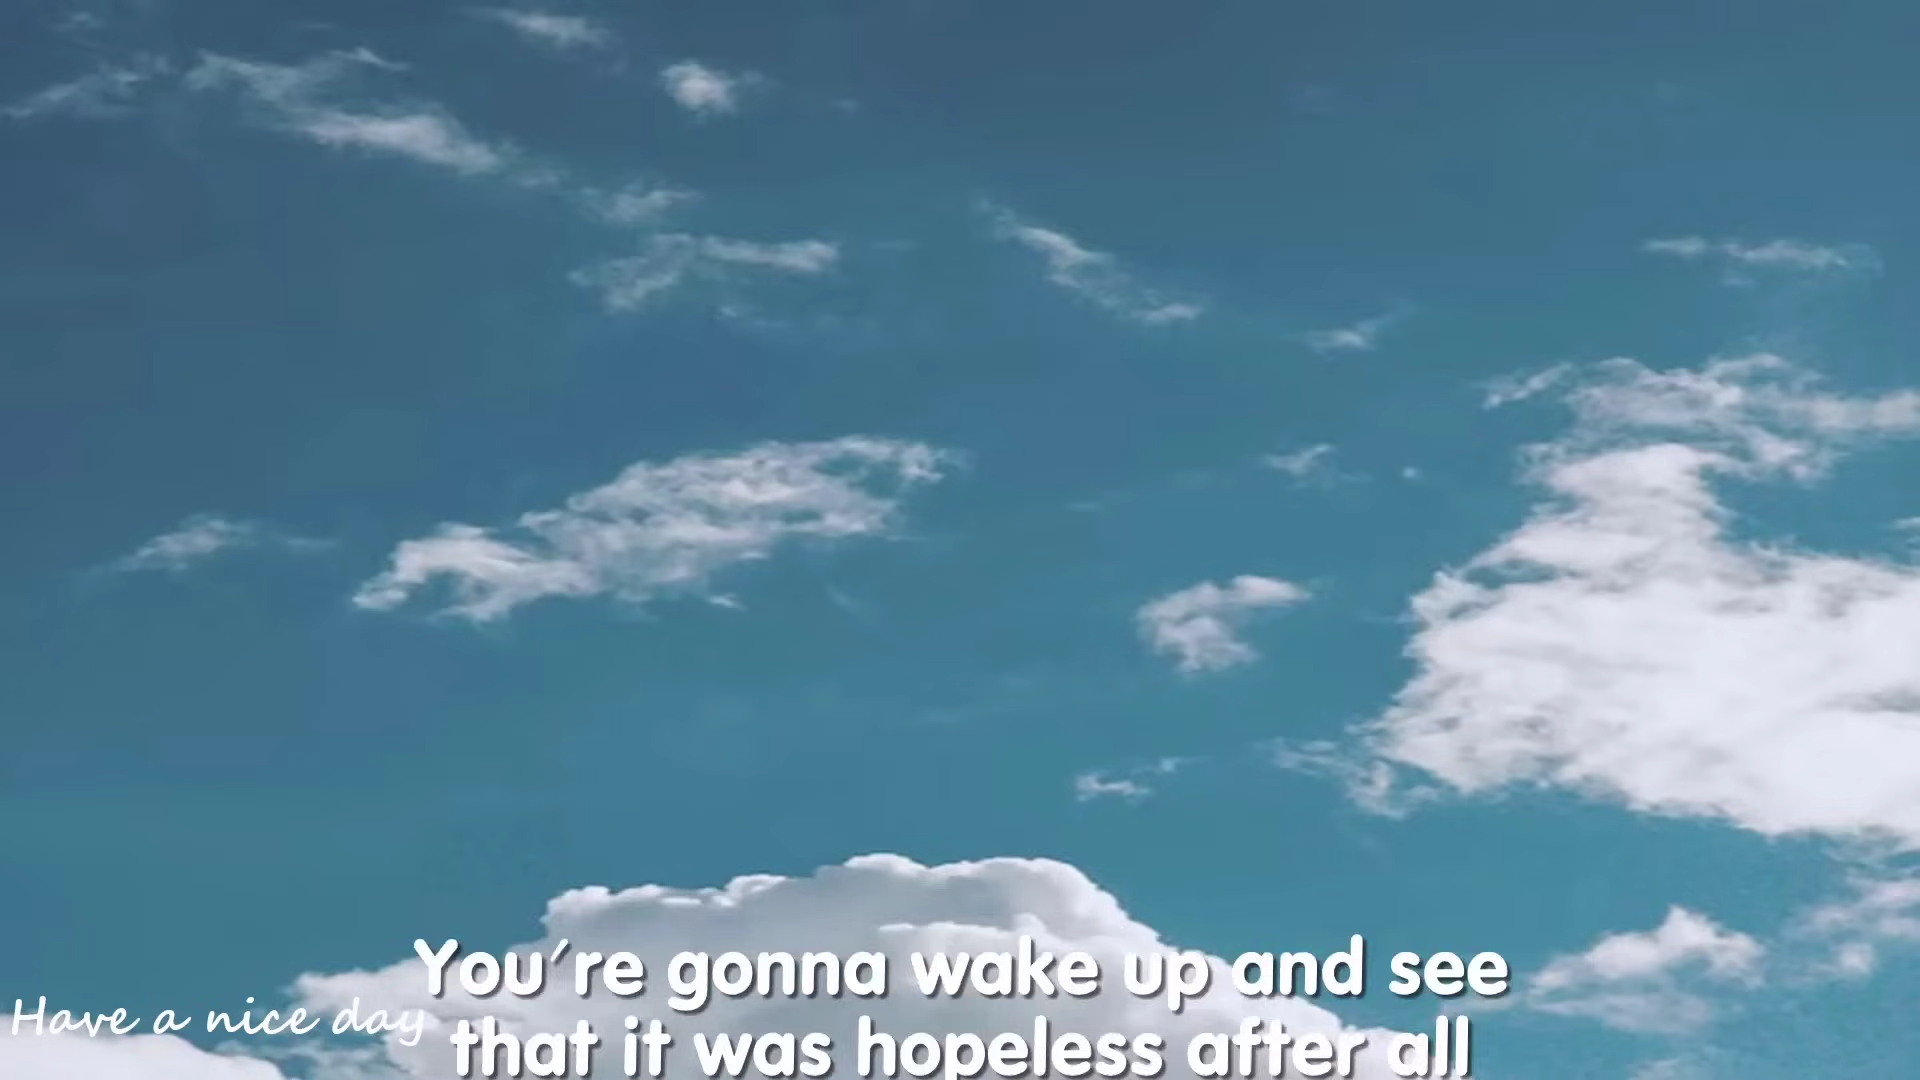 You're gonna wake up and see
Have a nice day
that it was hopeless after all